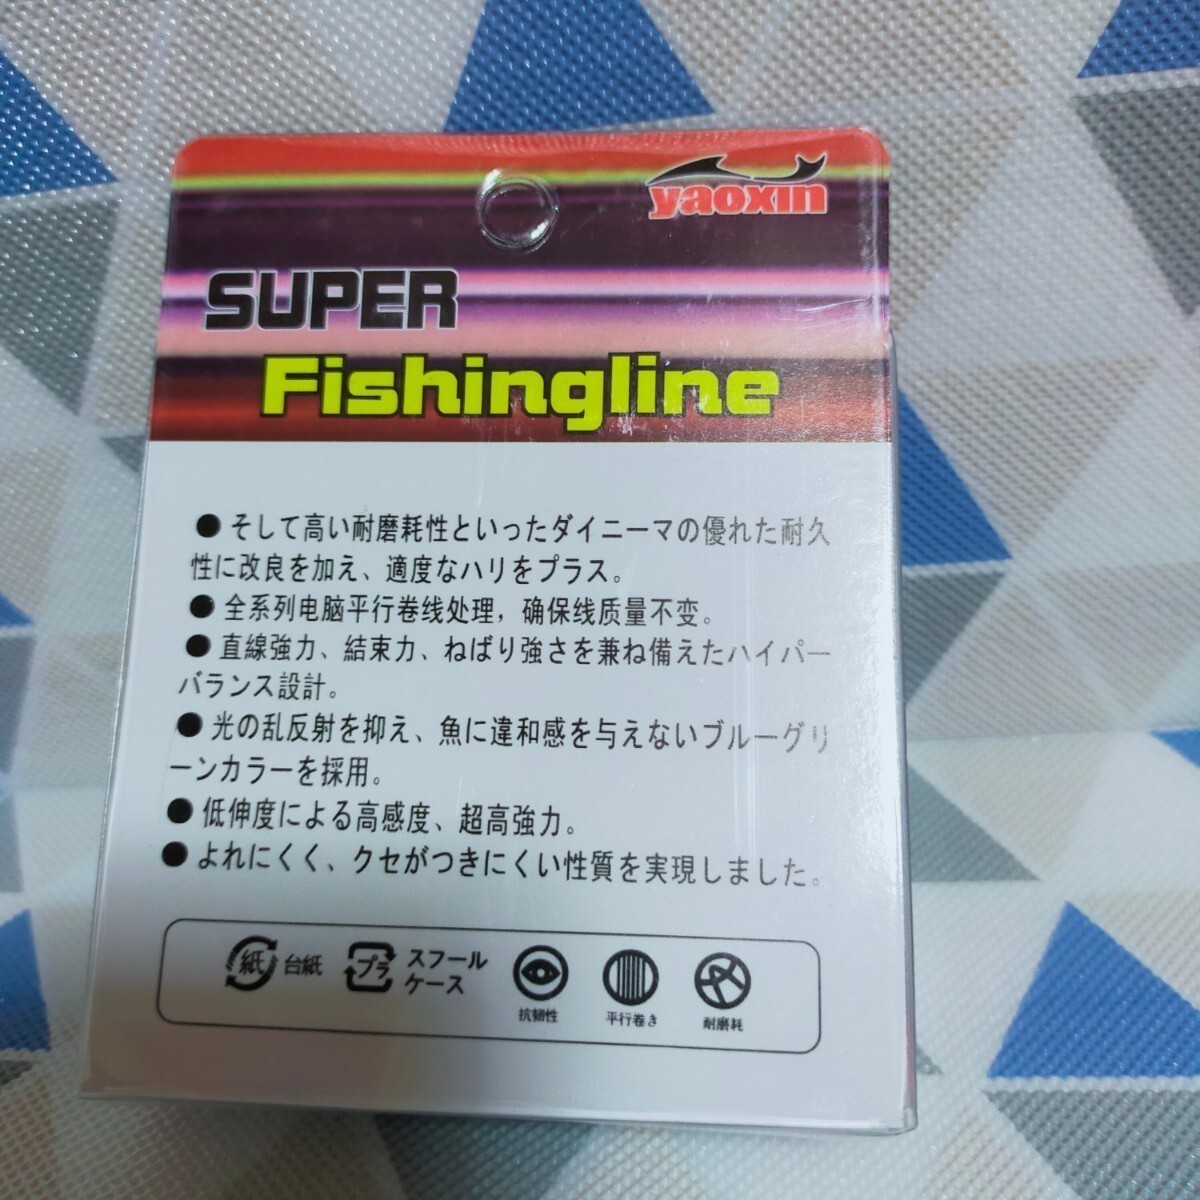 yaoxin
SUPER
Fishingline
● そして高い耐磨耗性といったダイニーマの優れた耐久
性に改良を加え、適度なハリをプラス。
● 全系列电脑平行卷线处理，确保线质量不变。
● 直線強力、結束力、ねばり強さを兼ね備えたハイパー
バランス設計。
● 光の乱反射を抑え、魚に違和感を与えないブルーグリ
ーンカラーを採用。
● 低伸度による高感度、超高強力。
● よれにくく、クセがつきにくい性質を実現しました。
紙 台紙 プラ スフール
ケース
抗韧性 平行巻き 耐磨耗